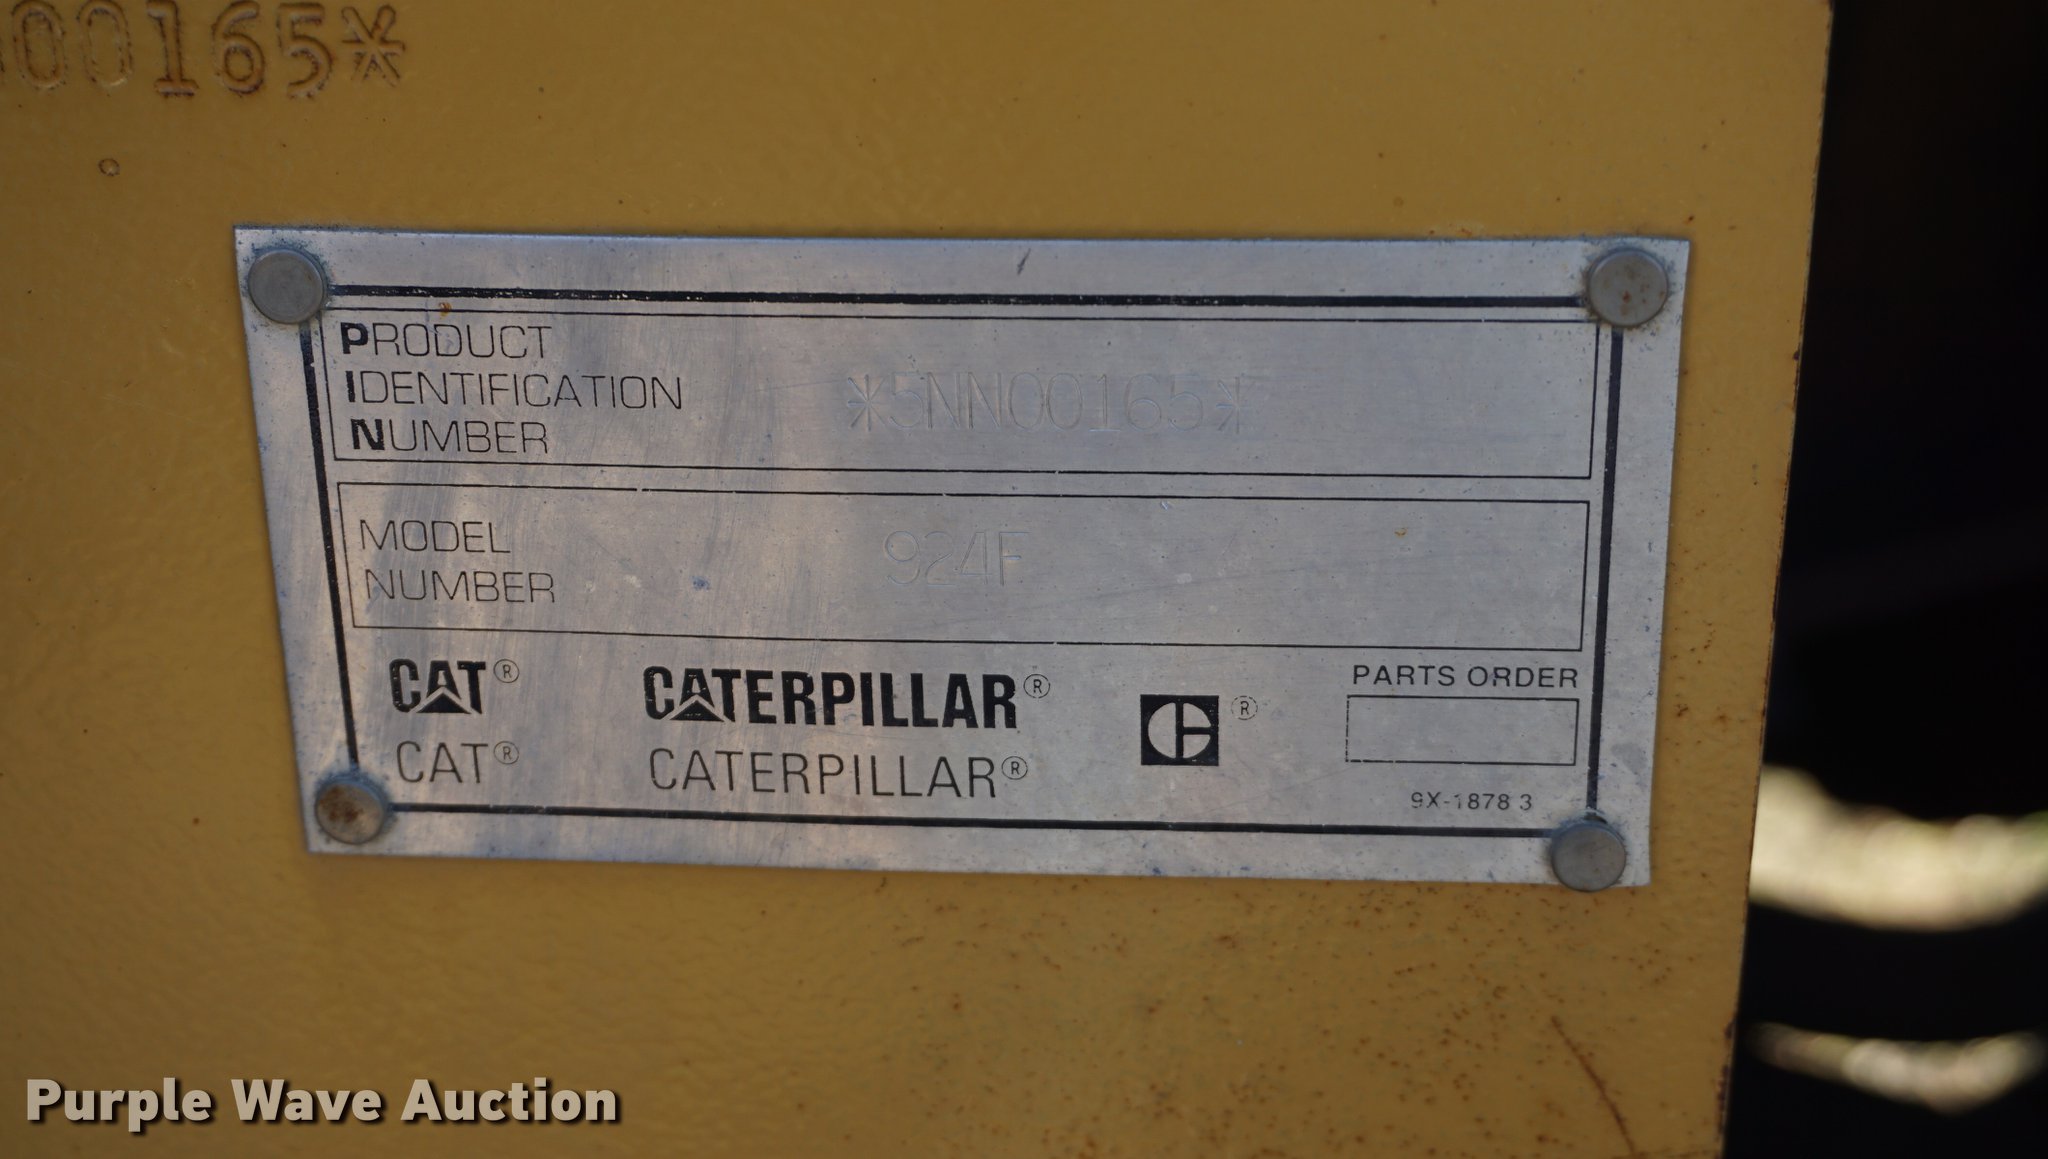 00165*
PRODUCT
IDENTIFICATION
NUMBER
*5NN00165*
MODEL
NUMBER
924F
CAT®
CATERPILLAR®
C®
PARTS ORDER
CAT®
CATERPILLAR®
9X-1878 3
Purple Wave Auction